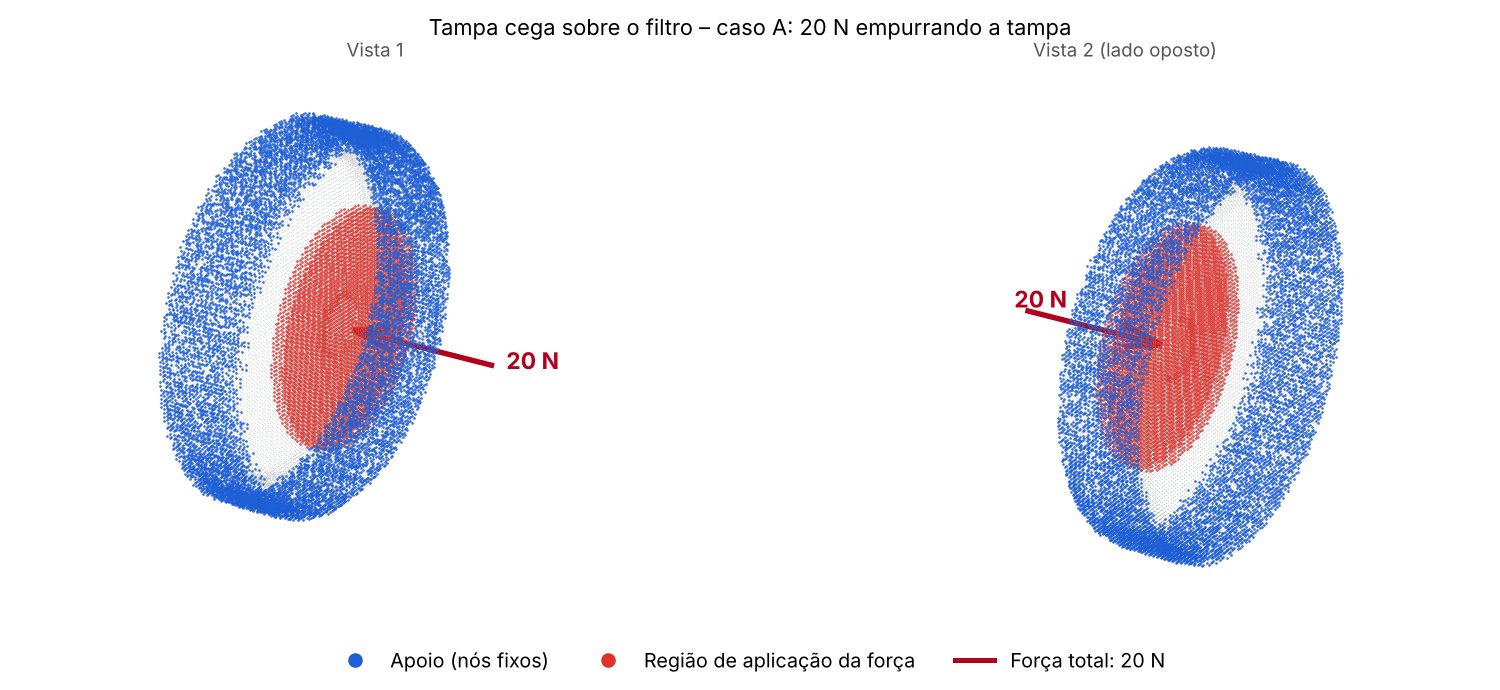 Tampa cega sobre o filtro – caso A: 20 N empurrando a tampa
Vista 1
Vista 2 (lado oposto)
20 N
20 N
Apoio (nós fixos)
Região de aplicação da força
Força total: 20 N